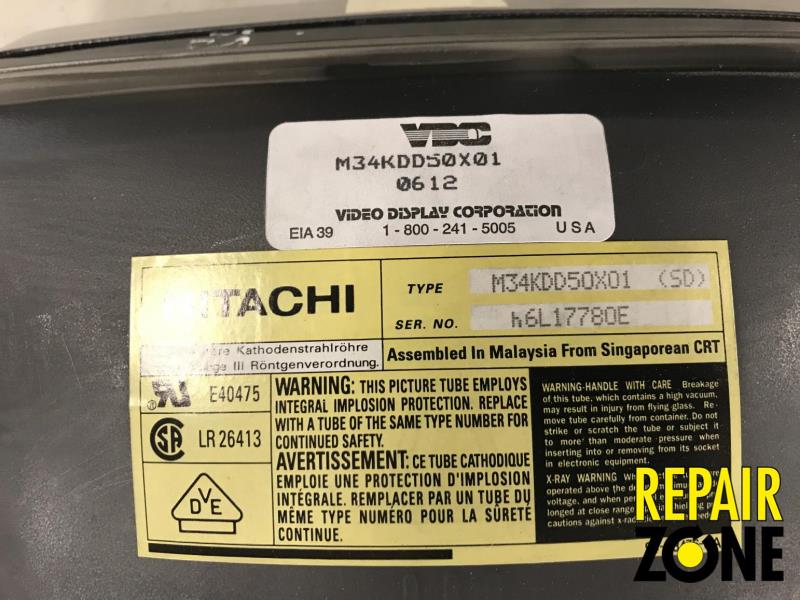 VDC
M34KDD50X01
0612
VIDEO DISPLAY CORPORATION
EIA 39 1 - 800 - 241 - 5005 U S A
HITACHI
TYPE M34KDD50X01 (SD)
SER. NO. h6L17780E
Kathodenstrahlröhre
III Röntgenverordnung.
Assembled In Malaysia From Singaporean CRT
E40475
LR 26413
DVE
WARNING: THIS PICTURE TUBE EMPLOYS
INTEGRAL IMPLOSION PROTECTION. REPLACE
WITH A TUBE OF THE SAME TYPE NUMBER FOR
CONTINUED SAFETY.
AVERTISSEMENT: CE TUBE CATHODIQUE
EMPLOIE UNE PROTECTION D'IMPLOSION
INTÉGRALE. REMPLACER PAR UN TUBE DU
MÊME TYPE NUMÉRO POUR LA SÛRETÉ
CONTINUE.
WARNING-HANDLE WITH CARE Breakage
of this tube, which contains a high vacuum,
may result in injury from flying glass. Re-
move tube carefully from container. Do not
strike or scratch the tube or subject it
to more than moderate pressure when
inserting into or removing from its socket
in electronic equipment.
X-RAY WARNING
operated above the
voltage, and when
exceed long range
cautions against
REPAIR
ZONE